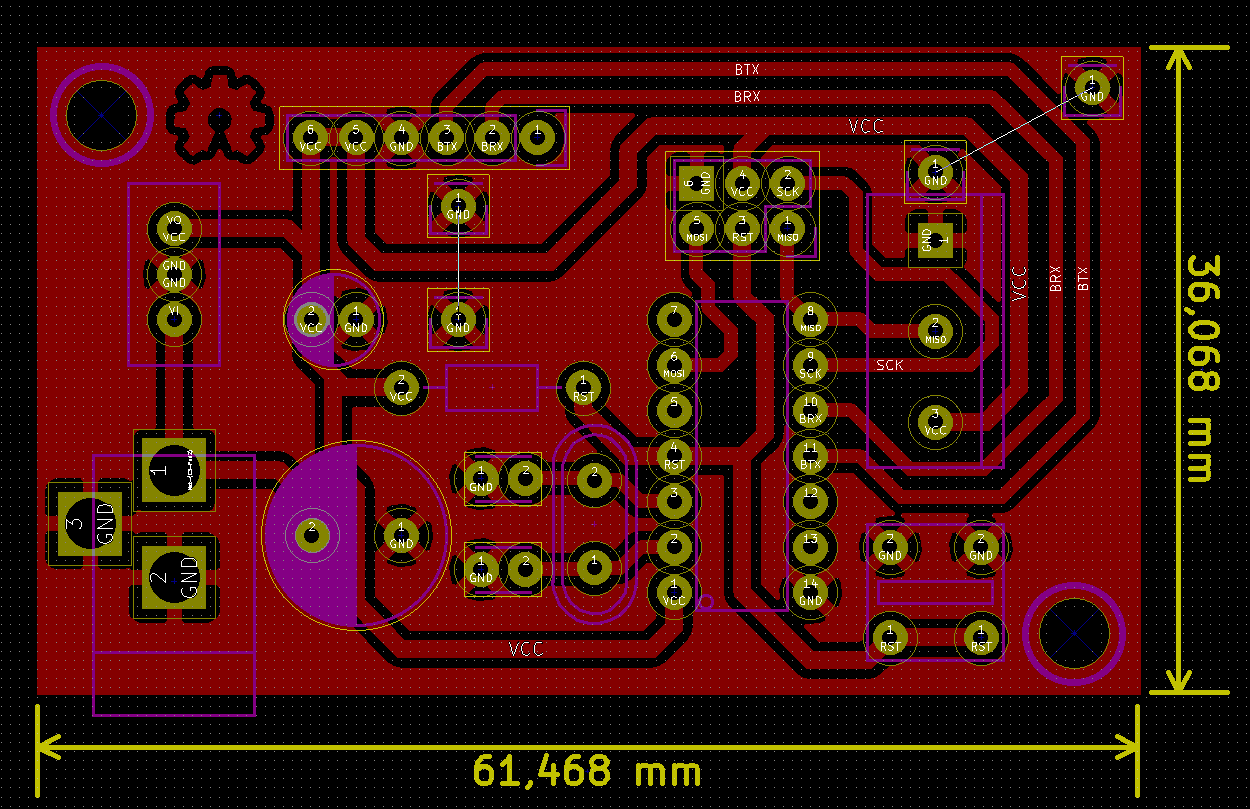 BTX
BRX
VCC
1
GND
6
VCC
5
VCC
4
GND
3
BTX
2
BRX
1
1
GND
6
GND
4
VCC
2
SCK
5
MOSI
3
RST
1
MISO
1
GND
VO
VCC
GND
GND
VI
GND
1
2
VCC
1
GND
1
GND
VCC
BRX
BTX
36,068 mm
7
8
MISO
2
MISO
6
MOSI
9
SCK
SCK
2
VCC
1
RST
5
10
BRX
3
VCC
4
RST
11
BTX
1
1
GND
2
2
3
12
3
GND
2
1
GND
2
13
2
GND
2
GND
2
GND
1
GND
2
1
1
VCC
14
GND
1
RST
1
RST
VCC
61,468 mm